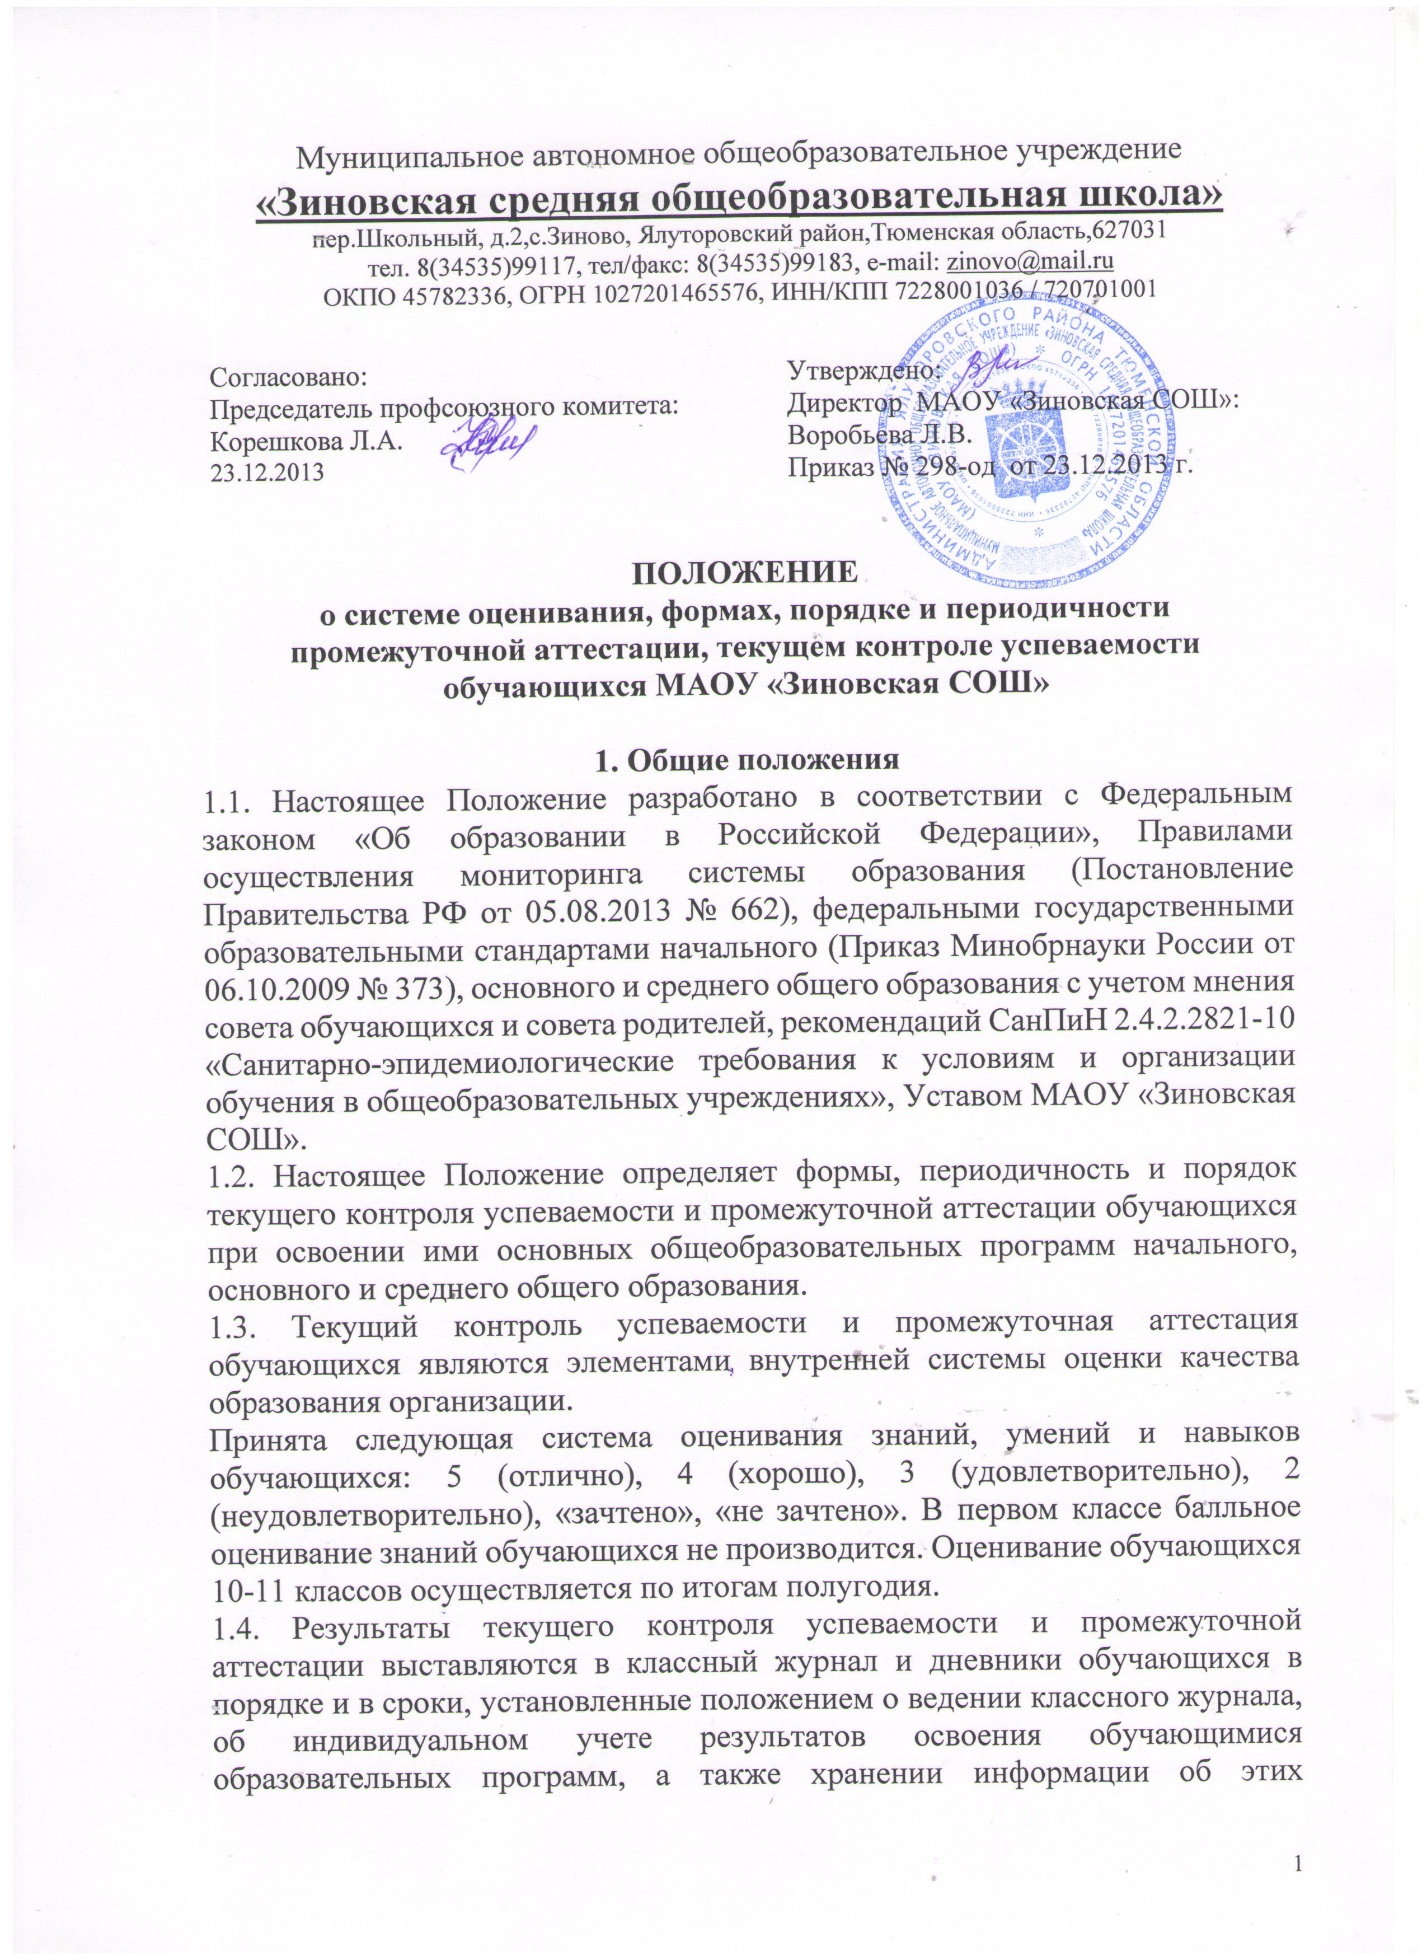 Муниципальное автономное общеобразовательное учреждение
«Зиновская средняя общеобразовательная школа»
пер.Школьный, д.2,с.Зиново, Ялуторовский район,Тюменская область,627031
тел. 8(34535)99117, тел/факс: 8(34535)99183, e-mail: zinovo@mail.ru
ОКПО 45782336, ОГРН 1027201465576, ИНН/КПП 7228001036 / 720701001
Согласовано:
Председатель профсоюзного комитета:
Корешкова Л.А.
23.12.2013
Утверждено:
Директор МАОУ «Зиновская СОШ»:
Воробьева Л.В.
Приказ № 298-од от 23.12.2013 г.
АДМИНИСТРАЦИЯ ЯЛУТОРОВСКОГО РАЙОНА ТЮМЕНСКОЙ ОБЛАСТИ
ПОЛОЖЕНИЕ
о системе оценивания, формах, порядке и периодичности
промежуточной аттестации, текущем контроле успеваемости
обучающихся МАОУ «Зиновская СОШ»
1. Общие положения
1.1. Настоящее Положение разработано в соответствии с Федеральным
законом «Об образовании в Российской Федерации», Правилами
осуществления мониторинга системы образования (Постановление
Правительства РФ от 05.08.2013 № 662), федеральными государственными
образовательными стандартами начального (Приказ Минобрнауки России от
06.10.2009 № 373), основного и среднего общего образования с учетом мнения
совета обучающихся и совета родителей, рекомендаций СанПиН 2.4.2.2821-10
«Санитарно-эпидемиологические требования к условиям и организации
обучения в общеобразовательных учреждениях», Уставом МАОУ «Зиновская
СОШ».
1.2. Настоящее Положение определяет формы, периодичность и порядок
текущего контроля успеваемости и промежуточной аттестации обучающихся
при освоении ими основных общеобразовательных программ начального,
основного и среднего общего образования.
1.3. Текущий контроль успеваемости и промежуточная аттестация
обучающихся являются элементами внутренней системы оценки качества
образования организации.
Принята следующая система оценивания знаний, умений и навыков
обучающихся: 5 (отлично), 4 (хорошо), 3 (удовлетворительно), 2
(неудовлетворительно), «зачтено», «не зачтено». В первом классе балльное
оценивание знаний обучающихся не производится. Оценивание обучающихся
10-11 классов осуществляется по итогам полугодия.
1.4. Результаты текущего контроля успеваемости и промежуточной
аттестации выставляются в классный журнал и дневники обучающихся в
порядке и в сроки, установленные положением о ведении классного журнала,
об индивидуальном учете результатов освоения обучающимися
образовательных программ, а также хранении информации об этих
1